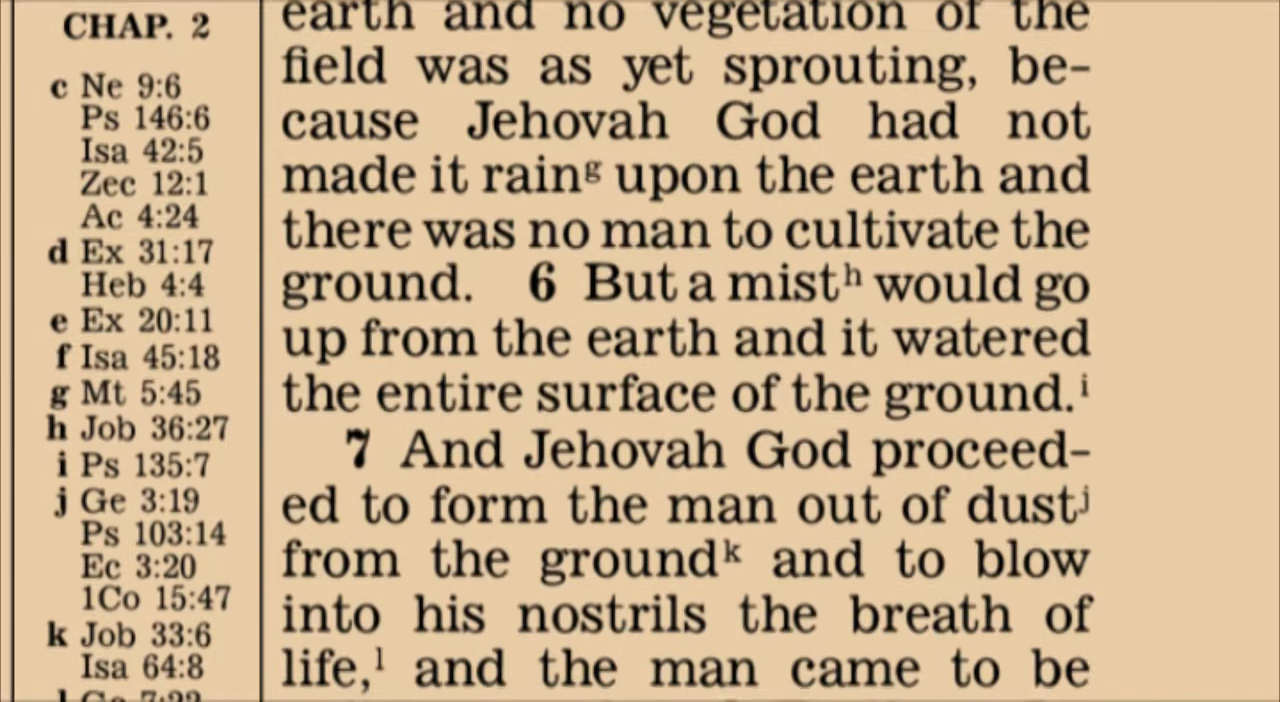 CHAP. 2
c Ne 9:6
Ps 146:6
Isa 42:5
Zec 12:1
Ac 4:24
d Ex 31:17
Heb 4:4
e Ex 20:11
f Isa 45:18
g Mt 5:45
h Job 36:27
i Ps 135:7
j Ge 3:19
Ps 103:14
Ec 3:20
1Co 15:47
k Job 33:6
Isa 64:8
l Ge 7:22
earth and no vegetation of the
field was as yet sprouting, be-
cause Jehovah God had not
made it raing upon the earth and
there was no man to cultivate the
ground. 6 But a misth would go
up from the earth and it watered
the entire surface of the ground.i
7 And Jehovah God proceed-
ed to form the man out of dustj
from the groundk and to blow
into his nostrils the breath of
life,l and the man came to be